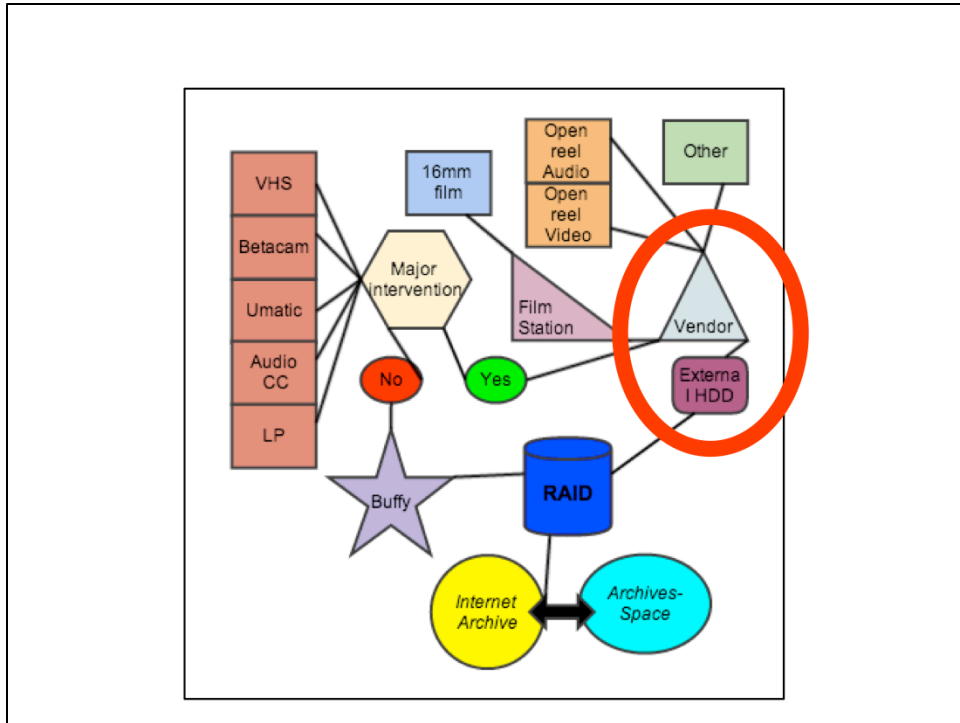 VHS
Betacam
Umatic
Audio
CC
LP
16mm
film
Major
intervention
Open
reel
Audio
Open
reel
Video
Other
Film
Station
Vendor
No
Yes
Externa
l HDD
Buffy
RAID
Internet
Archive
Archives-
Space